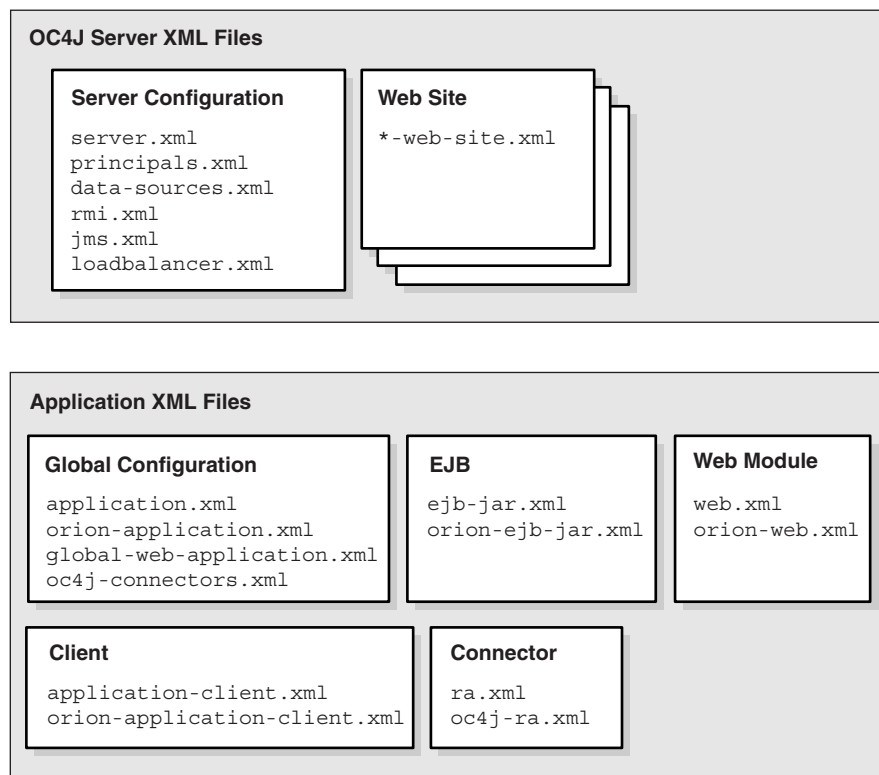 OC4J Server XML Files
Server Configuration
server.xml
principals.xml
data-sources.xml
rmi.xml
jms.xml
loadbalancer.xml
Web Site
*-web-site.xml
Application XML Files
Global Configuration
application.xml
orion-application.xml
global-web-application.xml
oc4j-connectors.xml
EJB
ejb-jar.xml
orion-ejb-jar.xml
Web Module
web.xml
orion-web.xml
Client
application-client.xml
orion-application-client.xml
Connector
ra.xml
oc4j-ra.xml